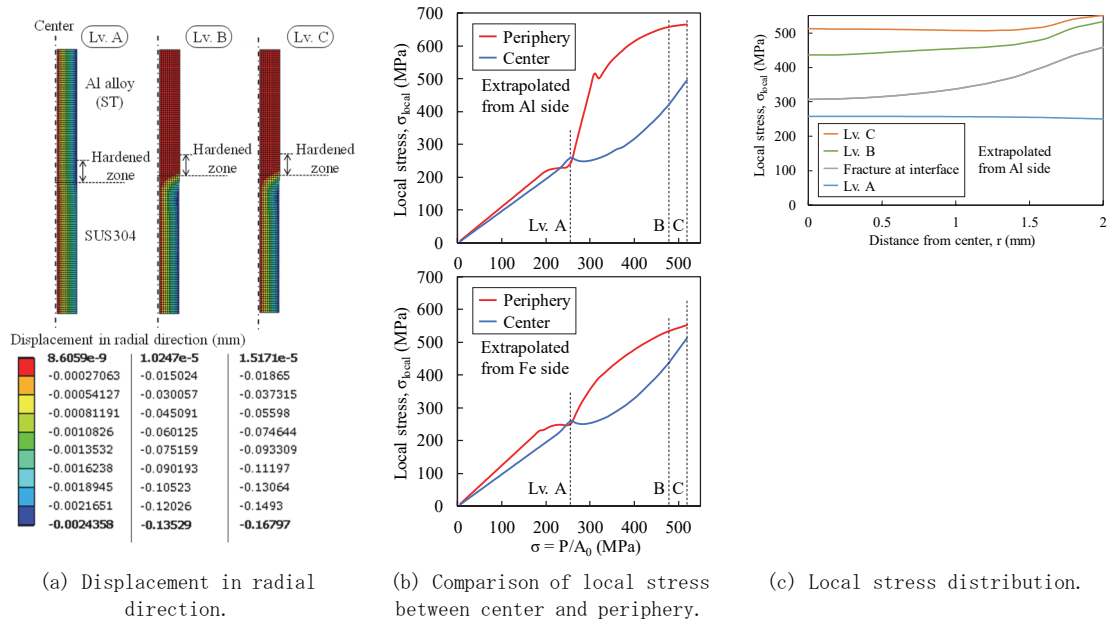 Center
Lv. A
Lv. B
Lv. C
Al alloy
(ST)
Hardened
zone
Hardened
zone
Hardened
zone
SUS304
Displacement in radial direction (mm)
8.6059e-9 1.0247e-5 1.5171e-5
-0.00027063 -0.015024 -0.01865
-0.00054127 -0.030057 -0.037315
-0.00081191 -0.045091 -0.05598
-0.0010826 -0.060125 -0.074644
-0.0013532 -0.075159 -0.093309
-0.0016238 -0.090193 -0.11197
-0.0018945 -0.10523 -0.13064
-0.0021651 -0.12026 -0.1493
-0.0024358 -0.13529 -0.16797
(a) Displacement in radial
direction.
700
600
500
400
300
200
100
0
Local stress, σlocal (MPa)
Periphery
Center
Extrapolated
from Al side
Lv. A
B
C
0 100 200 300 400 500
700
600
500
400
300
200
100
0
Local stress, σlocal (MPa)
Periphery
Center
Extrapolated
from Fe side
Lv. A
B
C
0 100 200 300 400 500
σ = P/A0 (MPa)
(b) Comparison of local stress
between center and periphery.
500
400
350
250
200
100
50
0
Local stress, σlocal (MPa)
Lv. C
Lv. B
Fracture at interface
Lv. A
Extrapolated
from Al side
0 0.5 1 1.5 2
Distance from center, r (mm)
(c) Local stress distribution.